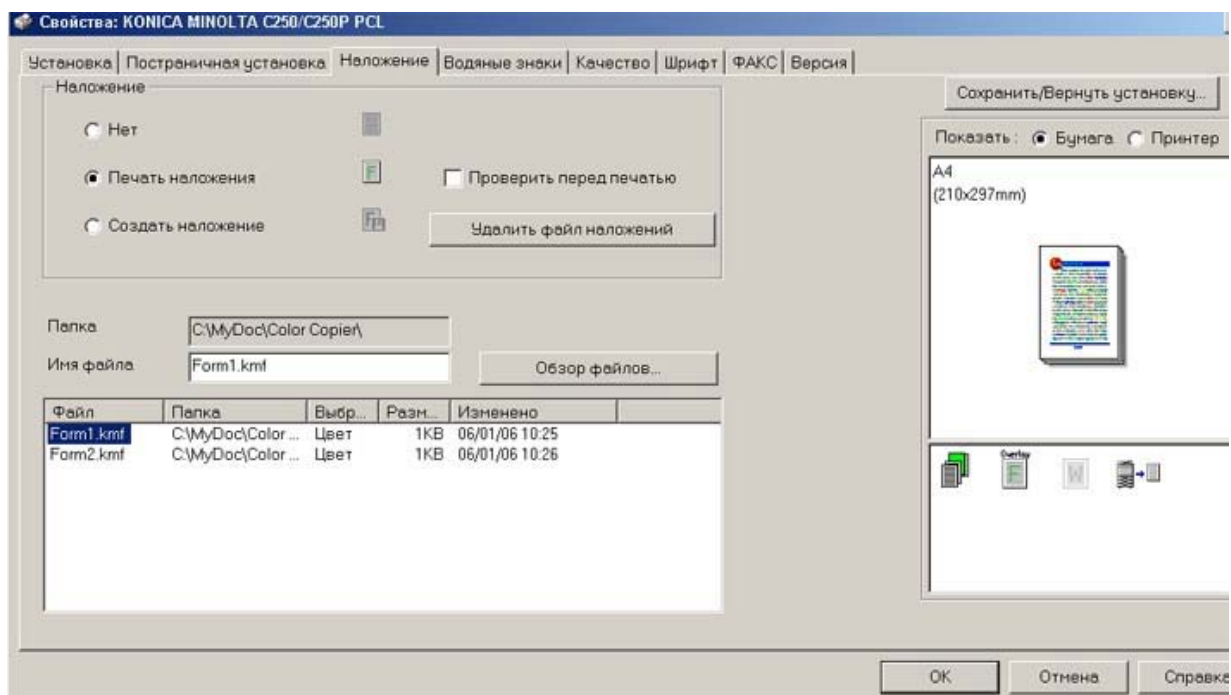 Свойства: KONICA MINOLTA C250/C250P PCL
Установка Постраничная установка Наложение Водяные знаки Качество Шрифт ФАКС Версия
Наложение
Нет
Печать наложения
Проверить перед печатью
Создать наложение
Удалить файл наложений
Папка
C:\MyDoc\Color Copier\
Имя файла
Form1.kmf
Обзор файлов...
Файл Папка Выбр... Разм... Изменено
Form1.kmf C:\MyDoc\Color ... Цвет 1KB 06/01/06 10:25
Form2.kmf C:\MyDoc\Color ... Цвет 1KB 06/01/06 10:26
Сохранить/Вернуть установку...
Показать: Бумага Принтер
A4
(210x297mm)
Overlay
F
W
OK Отмена Справка